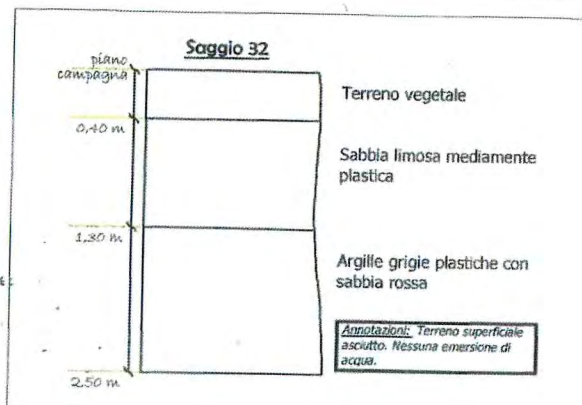 Saggio 32
piano
campagna
Terreno vegetale
0,40 m
Sabbia limosa mediamente
plastica
1,30 m
Argille grigie plastiche con
sabbia rossa
Annotazioni: Terreno superficiale
asciutto. Nessuna emersione di
acqua.
2,50 m